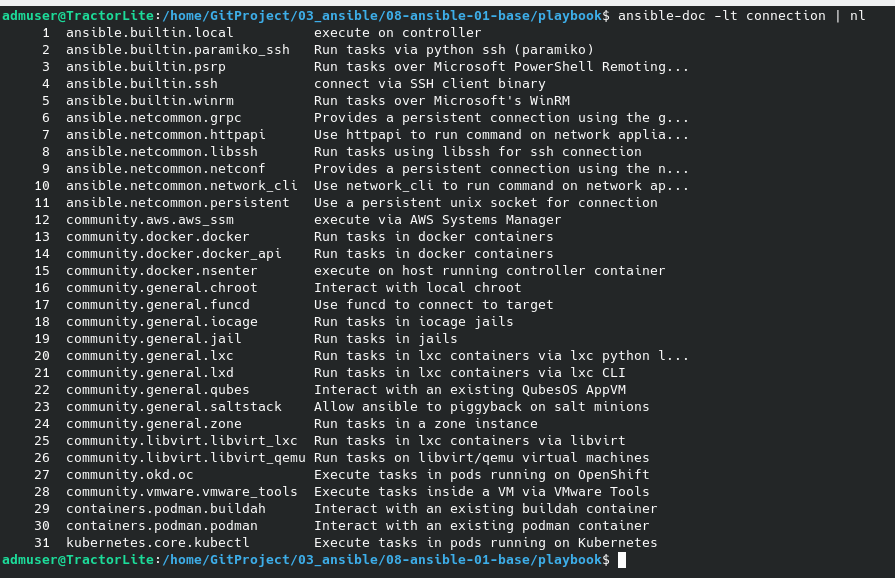 admuser@TractorLite:/home/GitProject/03_ansible/08-ansible-01-base/playbook$ ansible-doc -lt connection | nl
1 ansible.builtin.local execute on controller
2 ansible.builtin.paramiko_ssh Run tasks via python ssh (paramiko)
3 ansible.builtin.psrp Run tasks over Microsoft PowerShell Remoting...
4 ansible.builtin.ssh connect via SSH client binary
5 ansible.builtin.winrm Run tasks over Microsoft's WinRM
6 ansible.netcommon.grpc Provides a persistent connection using the g...
7 ansible.netcommon.httpapi Use httpapi to run command on network applia...
8 ansible.netcommon.libssh Run tasks using libssh for ssh connection
9 ansible.netcommon.netconf Provides a persistent connection using the n...
10 ansible.netcommon.network_cli Use network_cli to run command on network ap...
11 ansible.netcommon.persistent Use a persistent unix socket for connection
12 community.aws.aws_ssm execute via AWS Systems Manager
13 community.docker.docker Run tasks in docker containers
14 community.docker.docker_api Run tasks in docker containers
15 community.docker.nsenter execute on host running controller container
16 community.general.chroot Interact with local chroot
17 community.general.funcd Use funcd to connect to target
18 community.general.iocage Run tasks in iocage jails
19 community.general.jail Run tasks in jails
20 community.general.lxc Run tasks in lxc containers via lxc python l...
21 community.general.lxd Run tasks in lxc containers via lxc CLI
22 community.general.qubes Interact with an existing QubesOS AppVM
23 community.general.saltstack Allow ansible to piggyback on salt minions
24 community.general.zone Run tasks in a zone instance
25 community.libvirt.libvirt_lxc Run tasks in lxc containers via libvirt
26 community.libvirt.libvirt_qemu Run tasks on libvirt/qemu virtual machines
27 community.okd.oc Execute tasks in pods running on OpenShift
28 community.vmware.vmware_tools Execute tasks inside a VM via VMware Tools
29 containers.podman.buildah Interact with an existing buildah container
30 containers.podman.podman Interact with an existing podman container
31 kubernetes.core.kubectl Execute tasks in pods running on Kubernetes
admuser@TractorLite:/home/GitProject/03_ansible/08-ansible-01-base/playbook$